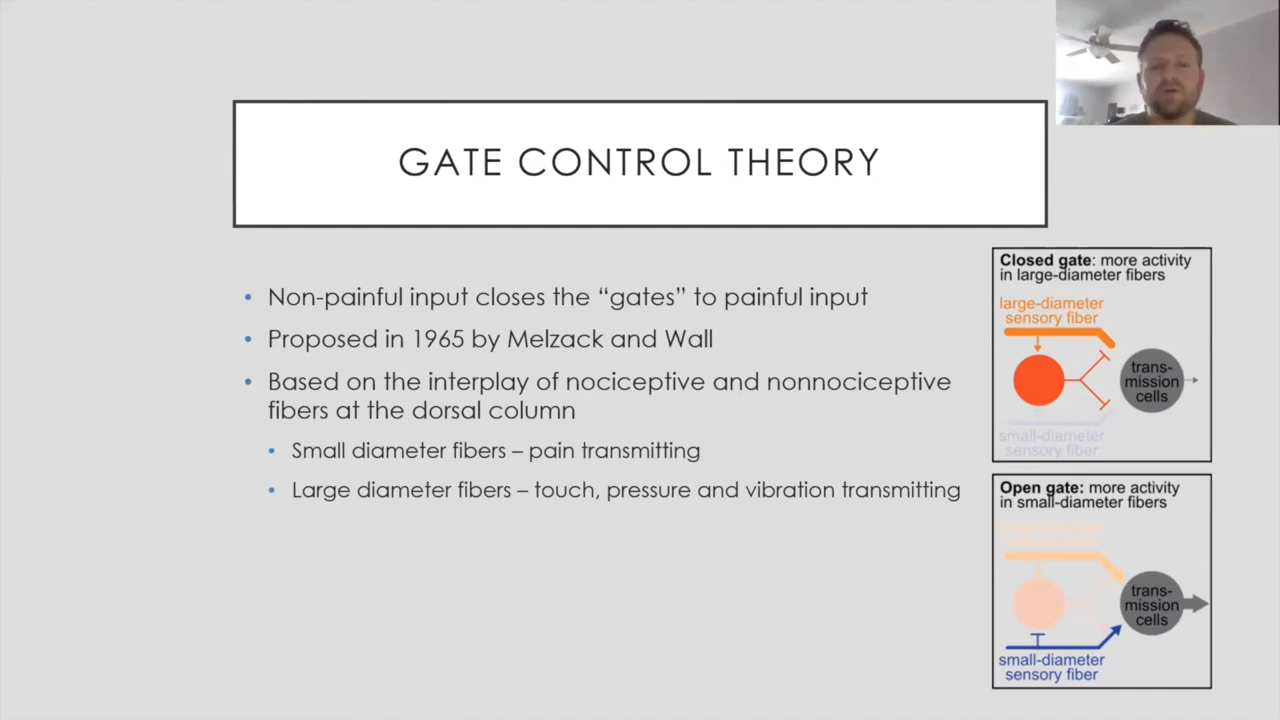 GATE CONTROL THEORY
• Non-painful input closes the “gates” to painful input
• Proposed in 1965 by Melzack and Wall
• Based on the interplay of nociceptive and nonnociceptive
fibers at the dorsal column
• Small diameter fibers – pain transmitting
• Large diameter fibers – touch, pressure and vibration transmitting
Closed gate: more activity
in large-diameter fibers
large-diameter
sensory fiber
trans-
mission
cells
small-diameter
sensory fiber
Open gate: more activity
in small-diameter fibers
trans-
mission
cells
small-diameter
sensory fiber